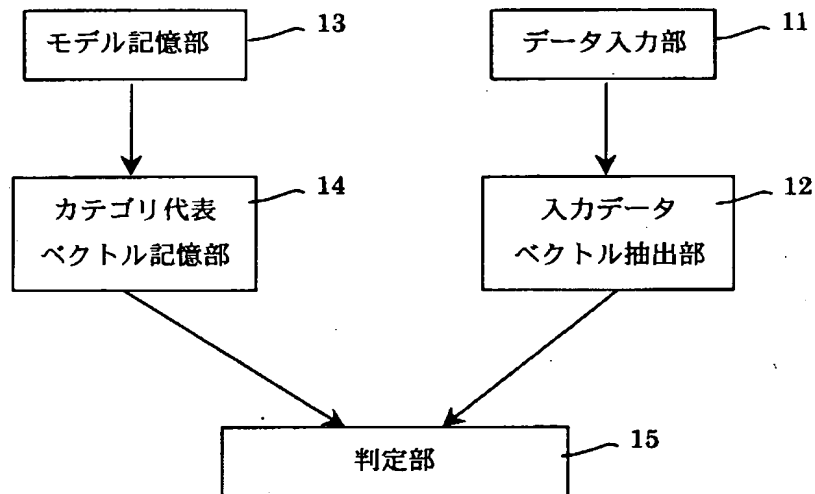 モデル記憶部
13
データ入力部
11
カテゴリ代表
ベクトル記憶部
14
入力データ
ベクトル抽出部
12
判定部
15